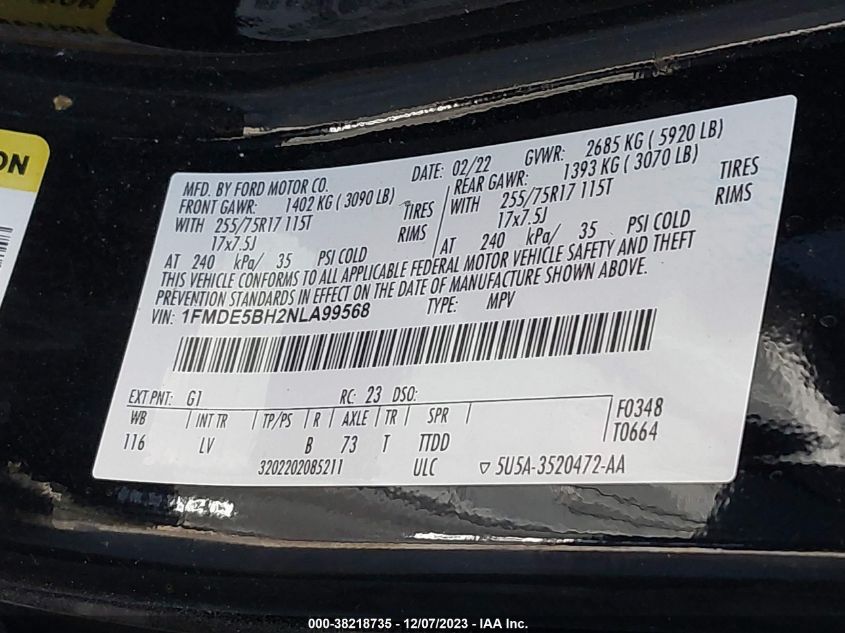 ON
MFD. BY FORD MOTOR CO. DATE: 02/22 GVWR: 2685 KG ( 5920 LB)
FRONT GAWR: 1402 KG ( 3090 LB) REAR GAWR: 1393 KG ( 3070 LB)
WITH 255/75R17 115T TIRES WITH 255/75R17 115T TIRES
17x7.5J RIMS 17x7.5J RIMS
AT 240 kPa/ 35 PSI COLD AT 240 kPa/ 35 PSI COLD
THIS VEHICLE CONFORMS TO ALL APPLICABLE FEDERAL MOTOR VEHICLE SAFETY AND THEFT
PREVENTION STANDARDS IN EFFECT ON THE DATE OF MANUFACTURE SHOWN ABOVE.
VIN: 1FMDE5BH2NLA99568 TYPE: MPV
EXT PNT: G1 RC: 23 DSO:
WB INT TR TP/PS R AXLE TR SPR F0348
116 LV B 73 T TTDD T0664
3202202085211 ULC ▽ 5U5A-3520472-AA
000-38218735 - 12/07/2023 - IAA Inc.